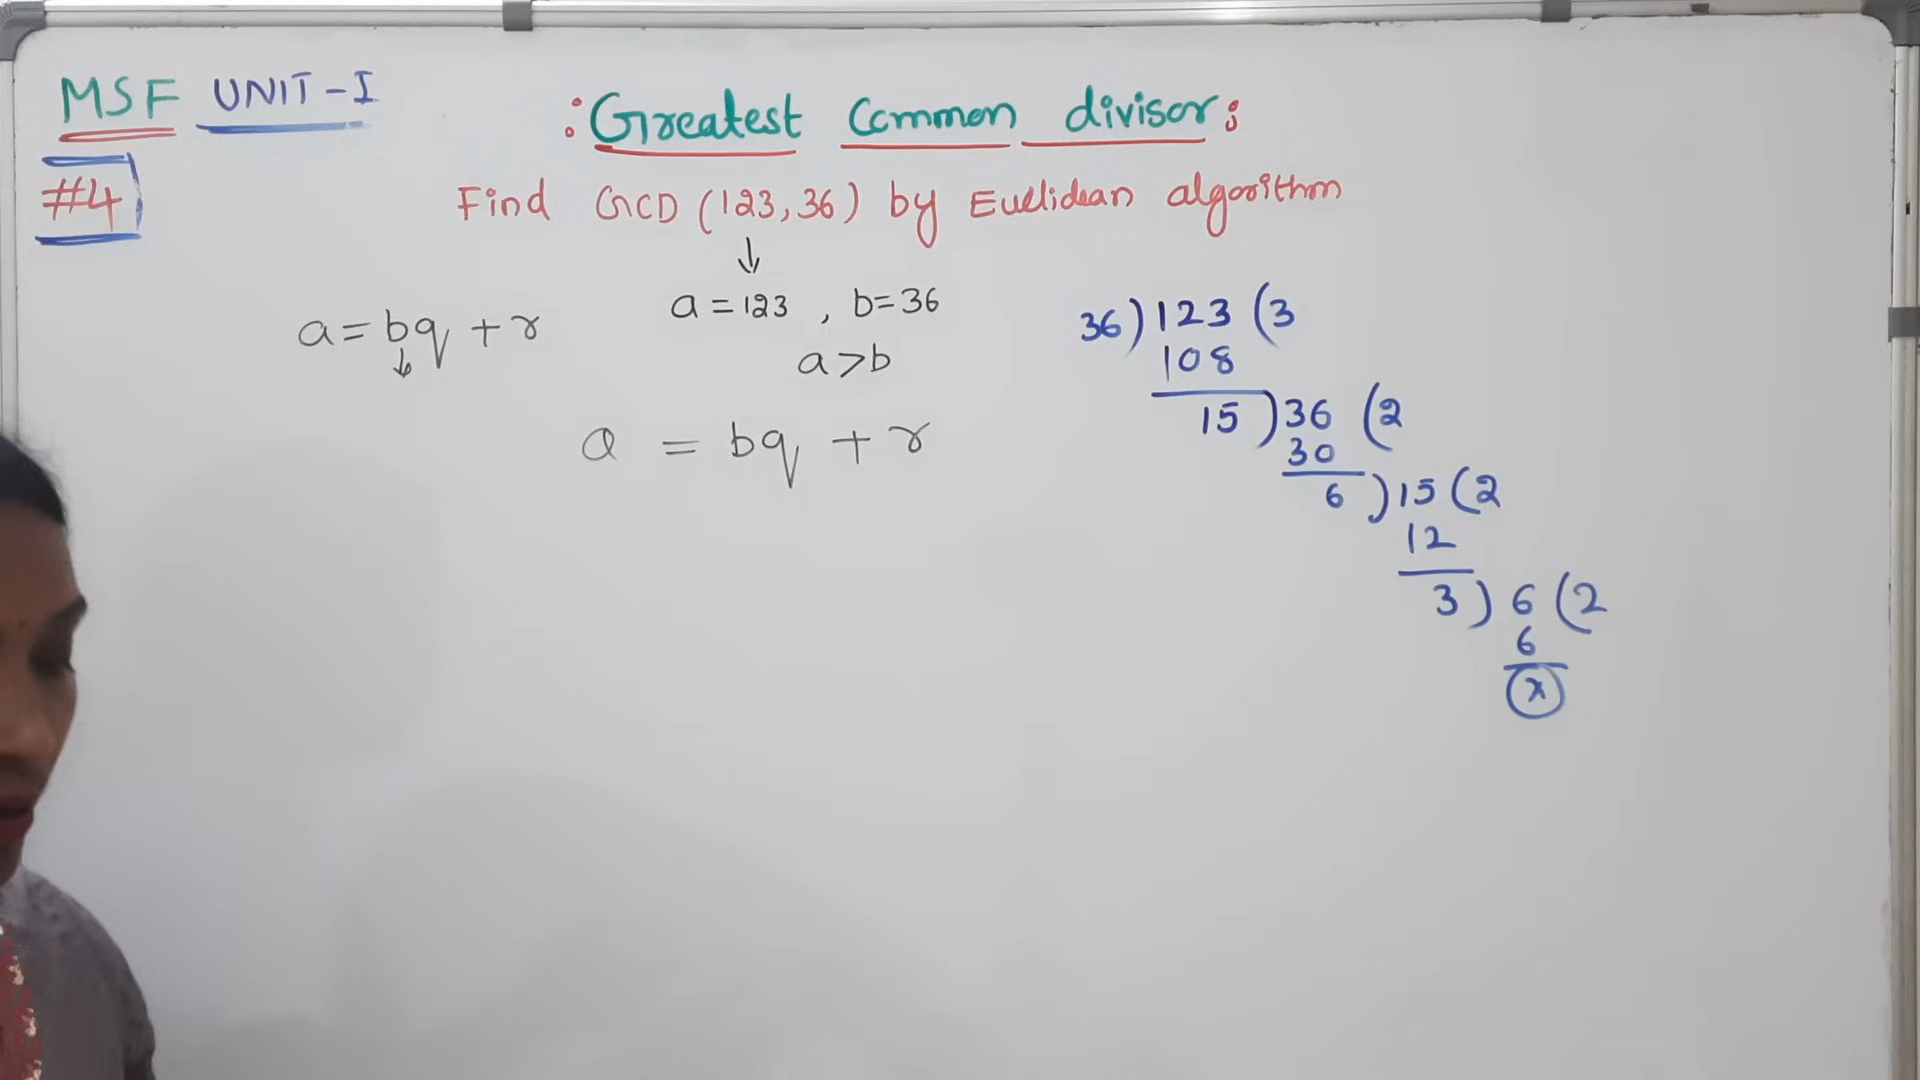 MSF UNIT-I
:Greatest Common divisor:
#4
Find GCD (123,36) by Euclidean algorithm
↓
a = 123 , b=36
a=bq+r
↓
a>b
a = bq + r
36)123(3
108
15)36(2
30
6)15(2
12
3)6(2
6
x